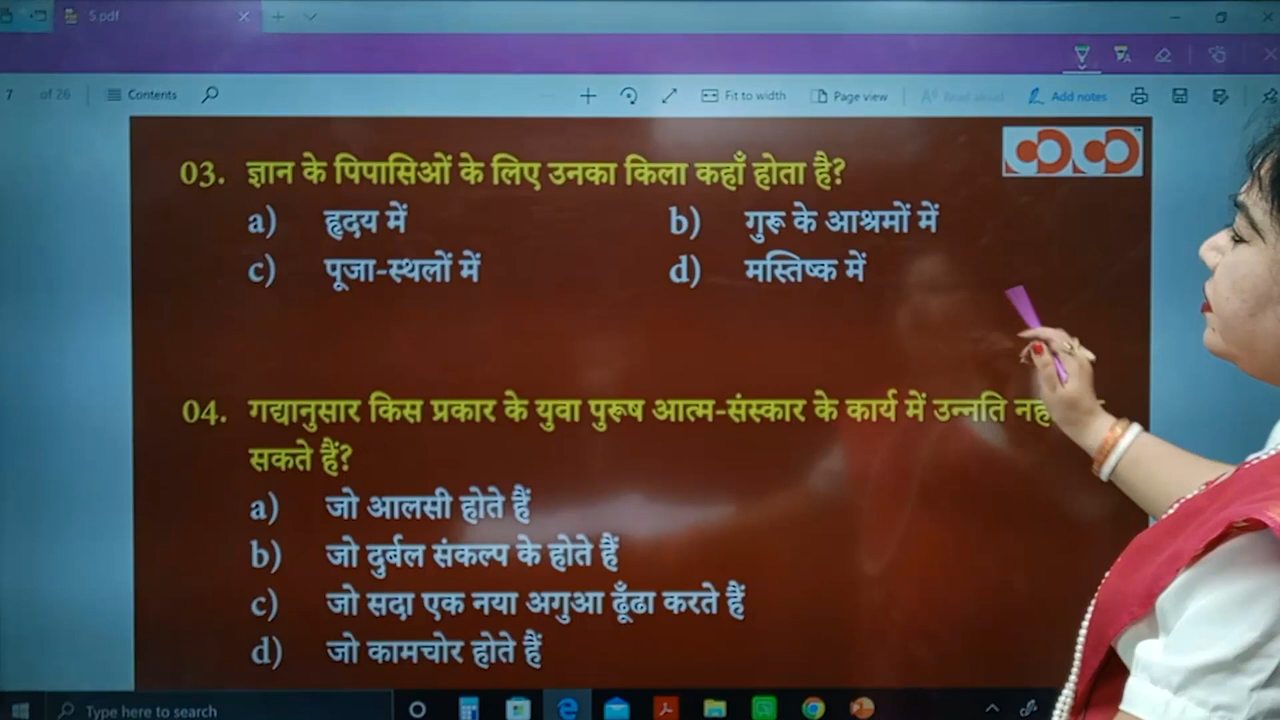 5.pdf
7 of 26 Contents Fit to width Page view Read aloud Add notes
03. ज्ञान के पिपासिओं के लिए उनका किला कहाँ होता है?
a) हृदय में b) गुरू के आश्रमों में
c) पूजा-स्थलों में d) मस्तिष्क में
04. गद्यानुसार किस प्रकार के युवा पुरूष आत्म-संस्कार के कार्य में उन्नति
सकते हैं?
a) जो आलसी होते हैं
b) जो दुर्बल संकल्प के होते हैं
c) जो सदा एक नया अगुआ ढूँढा करते हैं
d) जो कामचोर होते हैं
Type here to search